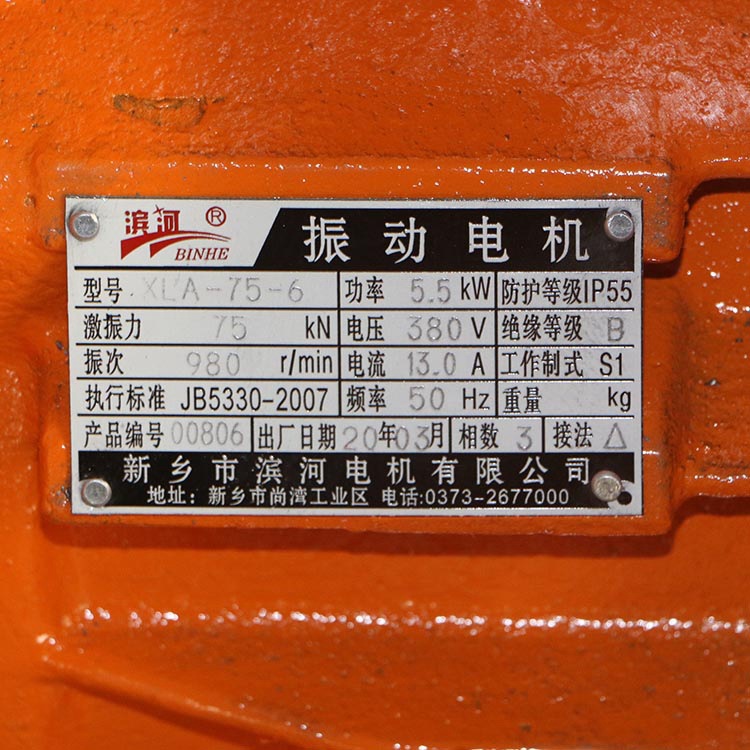 滨河® 振动电机
BINHE
型号 XLA-75-6 功率 5.5 kW 防护等级IP55
激振力 75 kN 电压 380 V 绝缘等级 B
振次 980 r/min 电流 13.0 A 工作制式 S1
执行标准 JB5330-2007 频率 50 Hz 重量 kg
产品编号 00806 出厂日期 20年03月 相数 3 接法 △
新乡市滨河电机有限公司
地址: 新乡市尚湾工业区 电话:0373-2677000